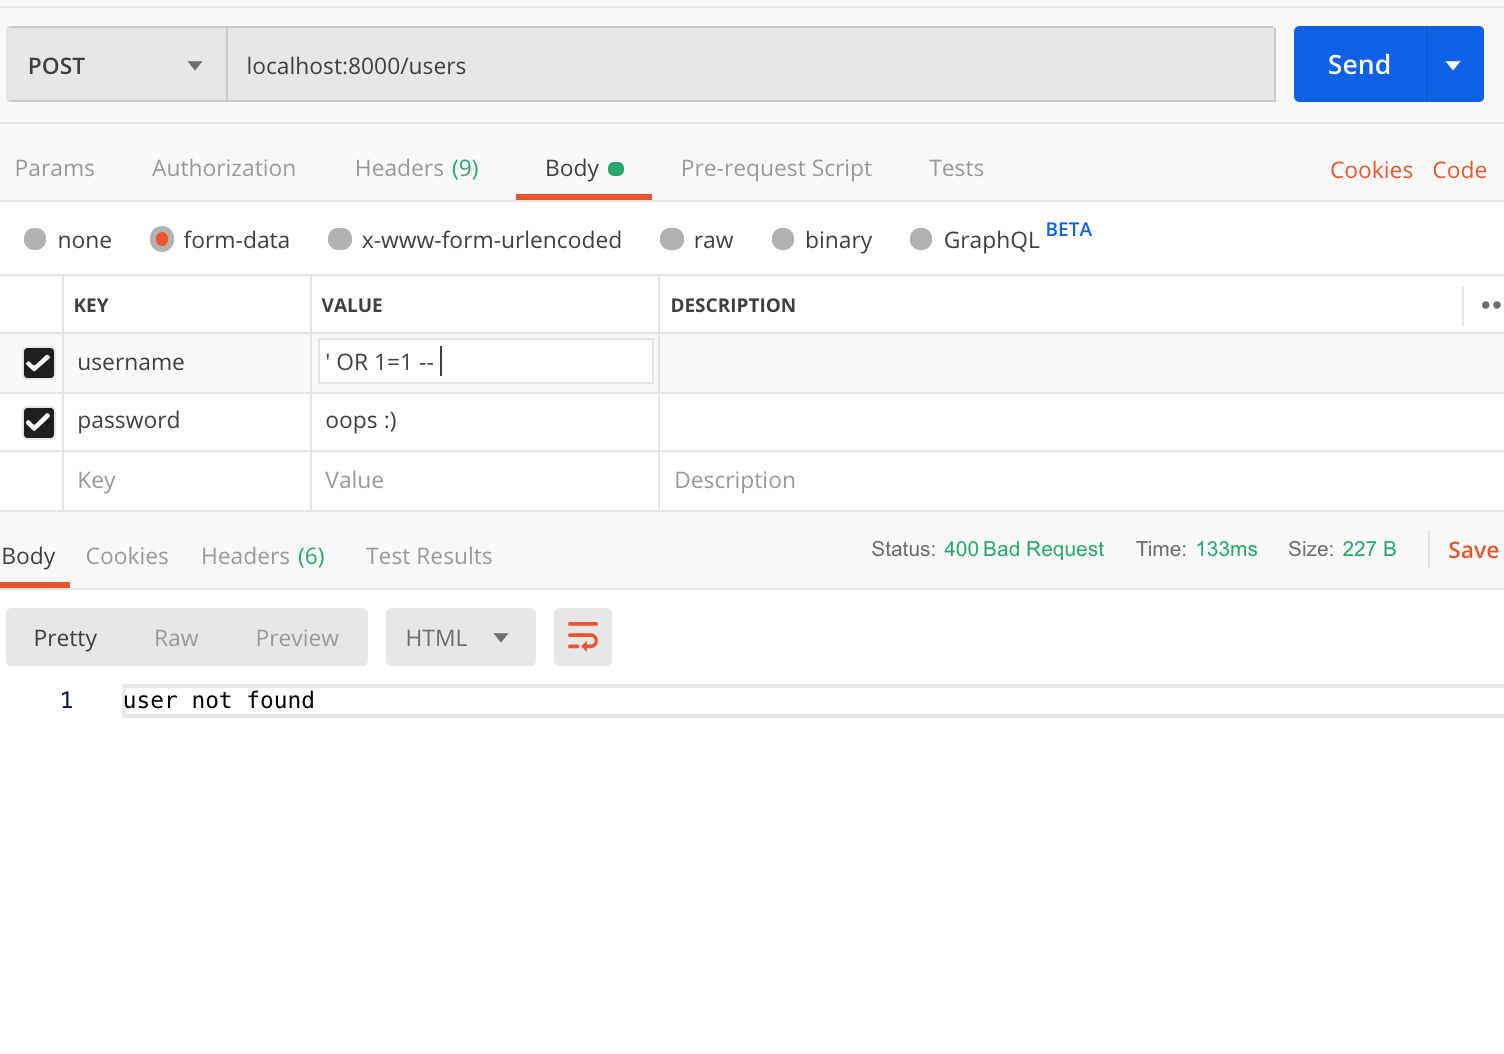 POST localhost:8000/users Send
Params Authorization Headers (9) Body Pre-request Script Tests Cookies Code
none form-data x-www-form-urlencoded raw binary GraphQL BETA
KEY VALUE DESCRIPTION
username ' OR 1=1 --
password oops :)
Key Value Description
Body Cookies Headers (6) Test Results Status: 400 Bad Request Time: 133ms Size: 227 B Save
Pretty Raw Preview HTML
1 user not found